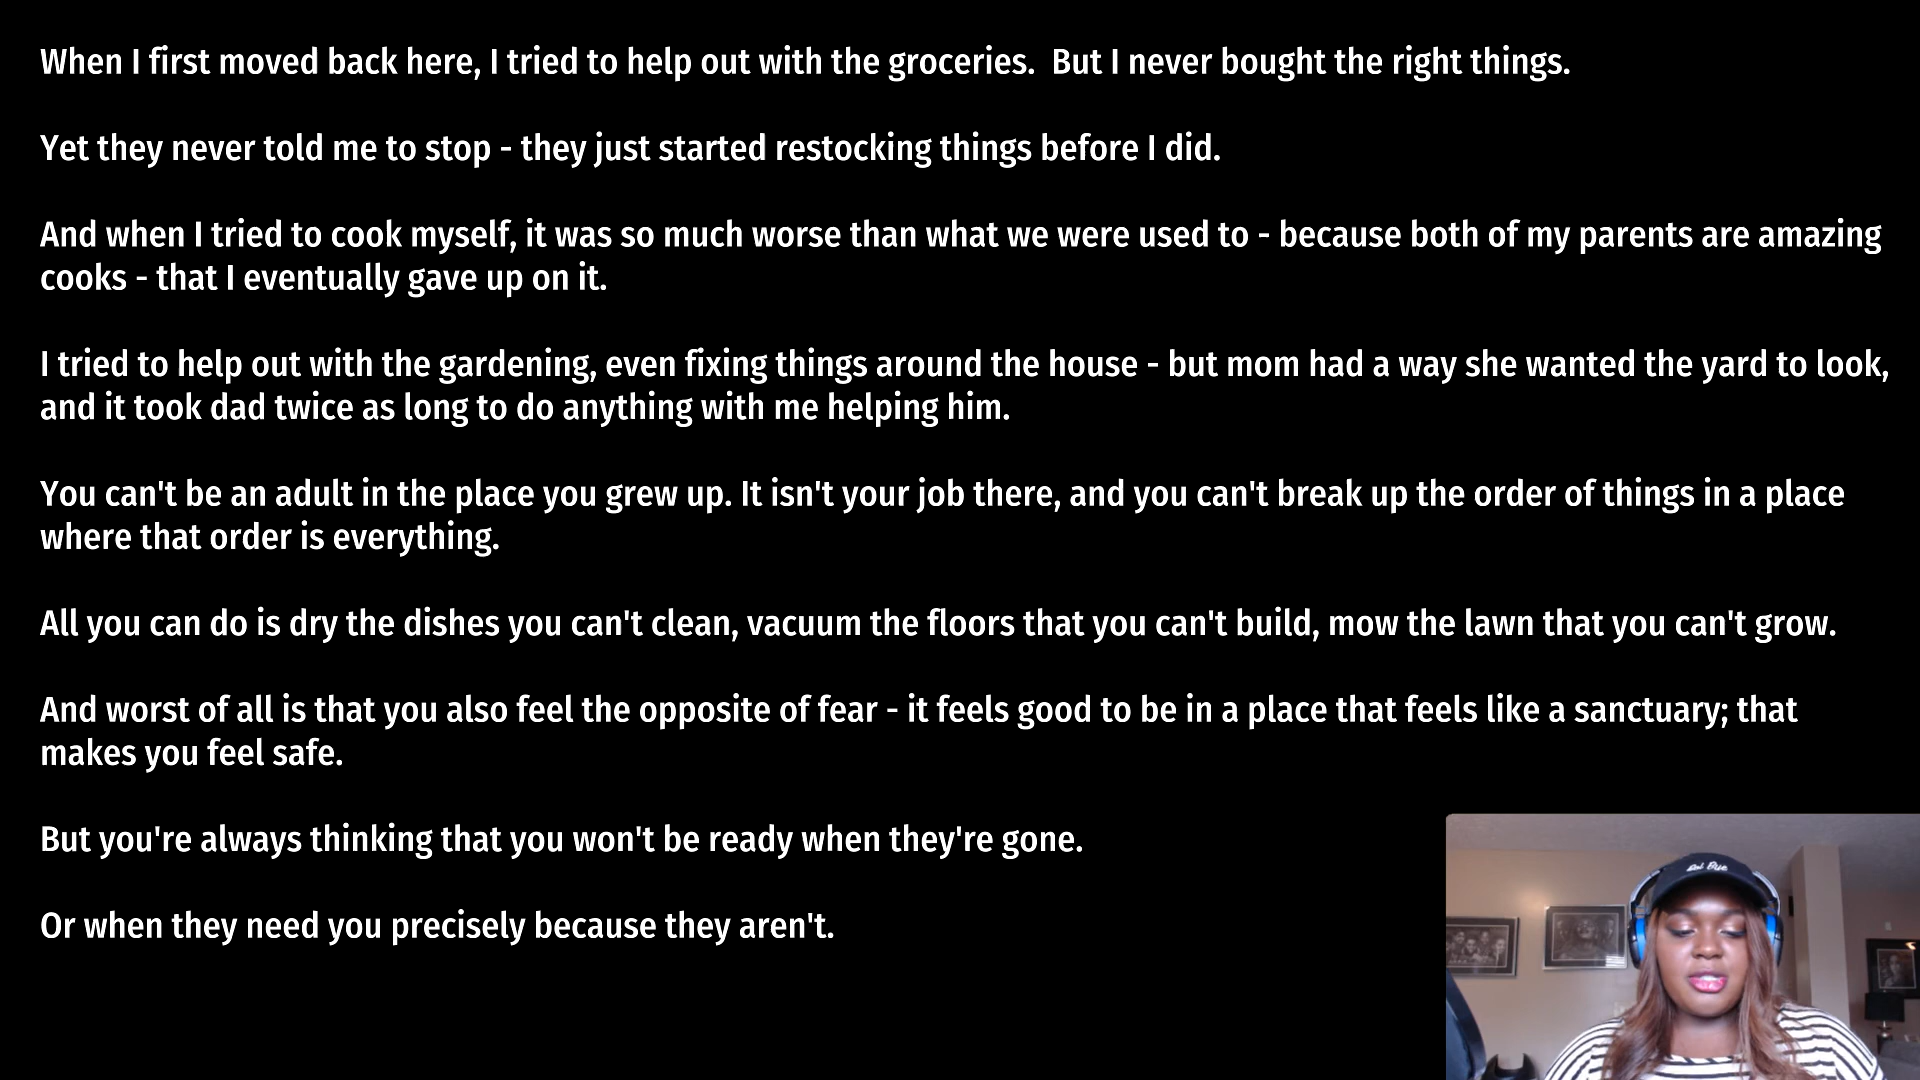 When I first moved back here, I tried to help out with the groceries.  But I never bought the right things.
Yet they never told me to stop - they just started restocking things before I did.
And when I tried to cook myself, it was so much worse than what we were used to - because both of my parents are amazing
cooks - that I eventually gave up on it.
I tried to help out with the gardening, even fixing things around the house - but mom had a way she wanted the yard to look,
and it took dad twice as long to do anything with me helping him.
You can't be an adult in the place you grew up. It isn't your job there, and you can't break up the order of things in a place
where that order is everything.
All you can do is dry the dishes you can't clean, vacuum the floors that you can't build, mow the lawn that you can't grow.
And worst of all is that you also feel the opposite of fear - it feels good to be in a place that feels like a sanctuary; that
makes you feel safe.
But you're always thinking that you won't be ready when they're gone.
Or when they need you precisely because they aren't.